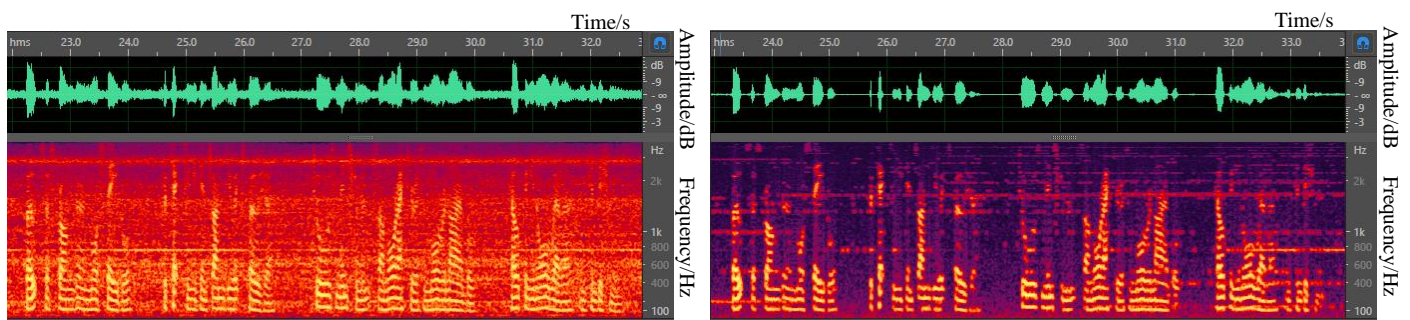 Time/s
hms 23.0 24.0 25.0 26.0 27.0 28.0 29.0 30.0 31.0 32.0 3
dB
-9
-∞
-9
-3
Amplitude/dB
Hz
2k
1k
800
600
400
100
Frequency/Hz
Time/s
hms 24.0 25.0 26.0 27.0 28.0 29.0 30.0 31.0 32.0 33.0 3
dB
-9
-∞
-9
-3
Amplitude/dB
Hz
2k
1k
800
600
400
100
Frequency/Hz